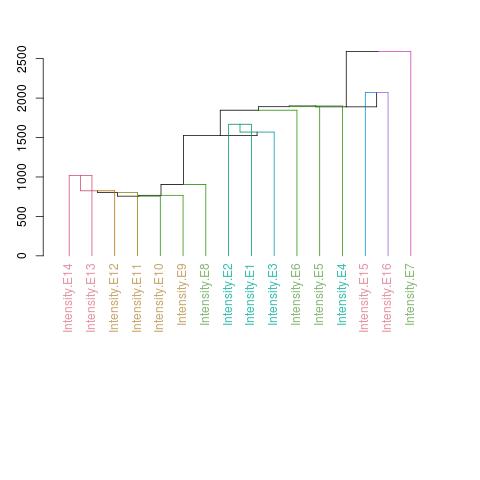 2500
2000
1500
1000
500
0
Intensity.E14
Intensity.E13
Intensity.E12
Intensity.E11
Intensity.E10
Intensity.E9
Intensity.E8
Intensity.E2
Intensity.E1
Intensity.E3
Intensity.E6
Intensity.E5
Intensity.E4
Intensity.E15
Intensity.E16
Intensity.E7